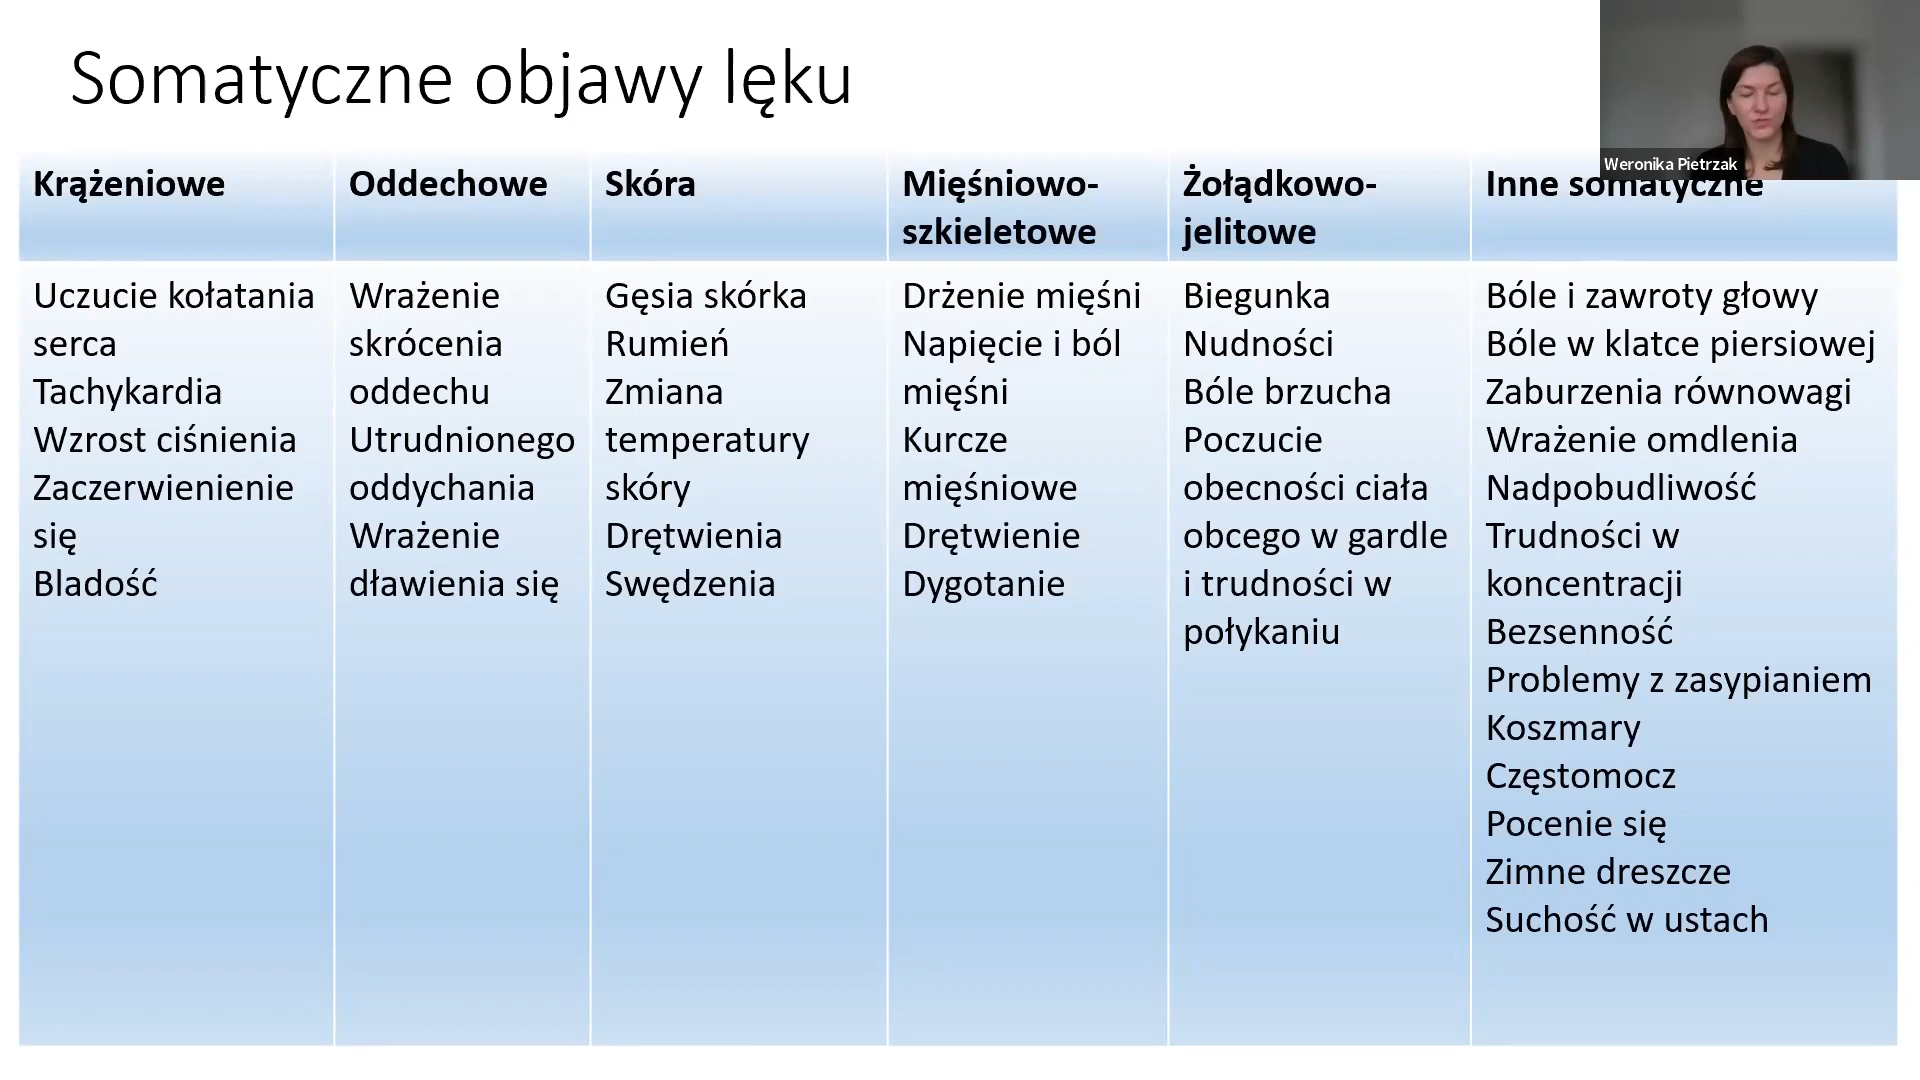 Somatyczne objawy lęku
Weronika Pietrzak
Krążeniowe
Oddechowe
Skóra
Mięśniowo-
szkieletowe
Żołądkowo-
jelitowe
Inne somatyczne
Uczucie kołatania
serca
Tachykardia
Wzrost ciśnienia
Zaczerwienienie
się
Bladość
Wrażenie
skrócenia
oddechu
Utrudnionego
oddychania
Wrażenie
dławienia się
Gęsia skórka
Rumień
Zmiana
temperatury
skóry
Drętwienia
Swędzenia
Drżenie mięśni
Napięcie i ból
mięśni
Kurcze
mięśniowe
Drętwienie
Dygotanie
Biegunka
Nudności
Bóle brzucha
Poczucie
obecności ciała
obcego w gardle
i trudności w
połykaniu
Bóle i zawroty głowy
Bóle w klatce piersiowej
Zaburzenia równowagi
Wrażenie omdlenia
Nadpobudliwość
Trudności w
koncentracji
Bezsenność
Problemy z zasypianiem
Koszmary
Częstomocz
Pocenie się
Zimne dreszcze
Suchość w ustach